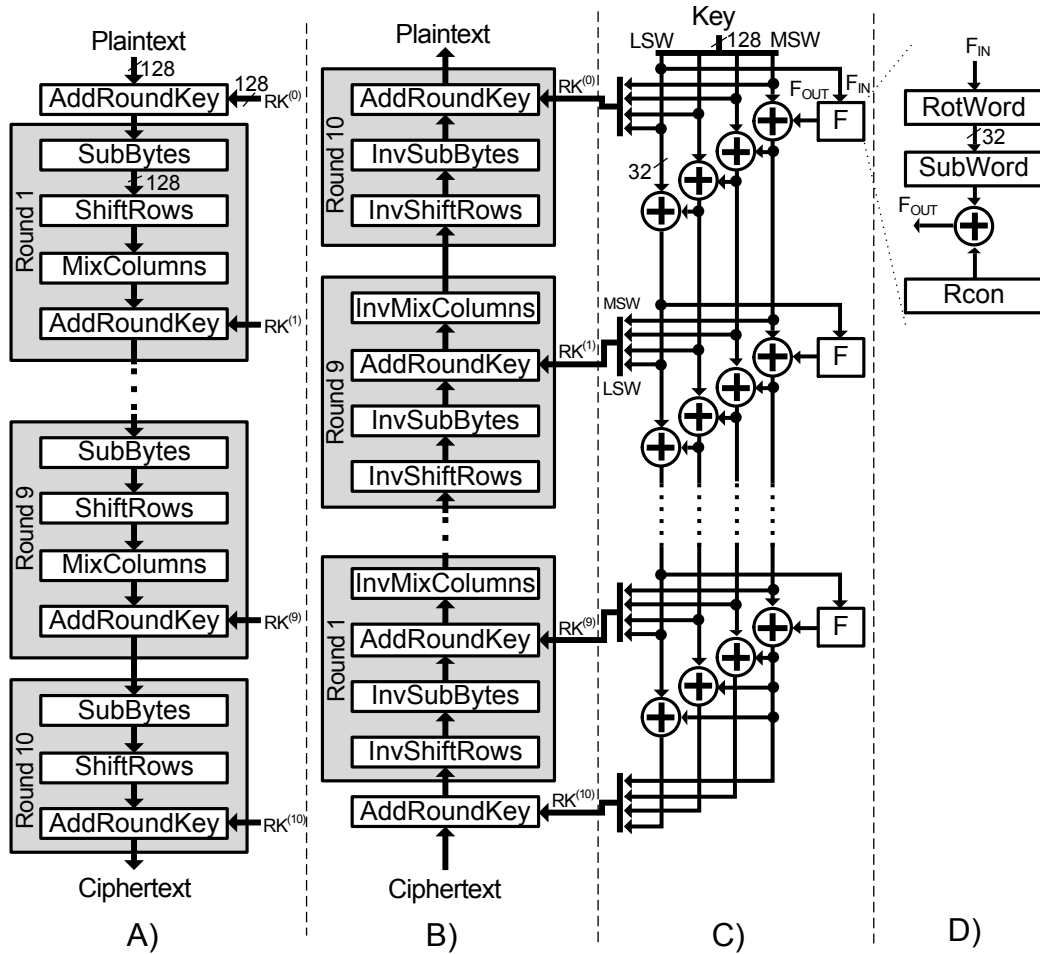 Plaintext
128
AddRoundKey
128
RK(0)
Round 1
SubBytes
128
ShiftRows
MixColumns
AddRoundKey
RK(1)
Round 9
SubBytes
ShiftRows
MixColumns
AddRoundKey
RK(9)
Round 10
SubBytes
ShiftRows
AddRoundKey
RK(10)
Ciphertext
A)
Plaintext
Round 10
AddRoundKey
InvSubBytes
InvShiftRows
RK(0)
Round 9
InvMixColumns
AddRoundKey
InvSubBytes
InvShiftRows
RK(1)
Round 1
InvMixColumns
AddRoundKey
InvSubBytes
InvShiftRows
RK(9)
AddRoundKey
RK(10)
Ciphertext
B)
Key
LSW
128
MSW
FOUT
FIN
F
32
MSW
LSW
F
F
C)
FIN
RotWord
32
SubWord
FOUT
Rcon
D)